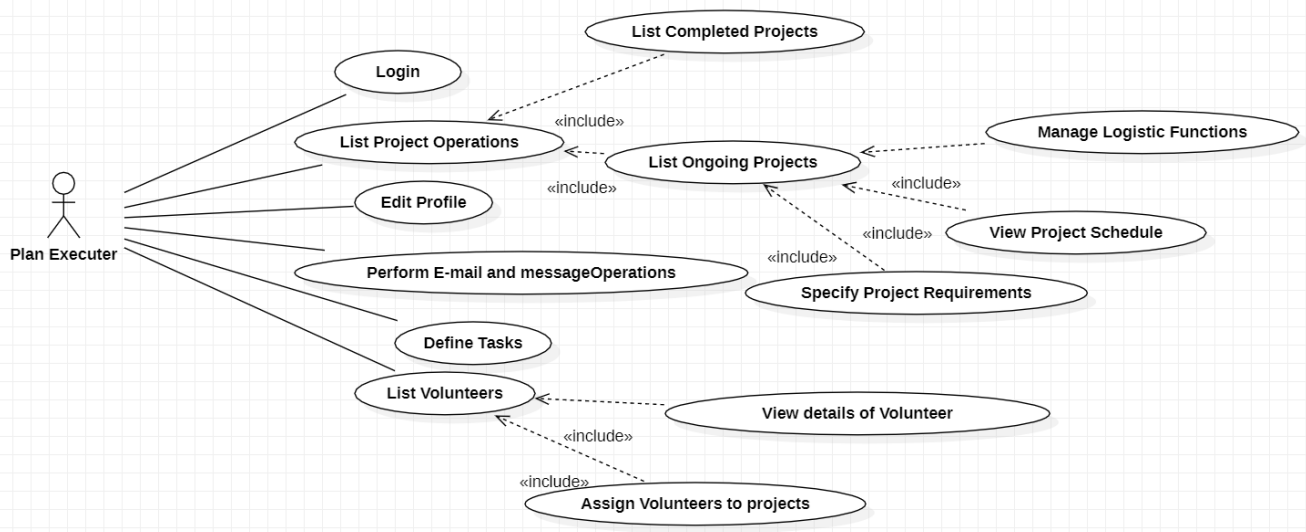 List Completed Projects
Login
«include»
List Project Operations
Manage Logistic Functions
List Ongoing Projects
«include»
«include»
Edit Profile
View Project Schedule
«include»
Plan Executer
«include»
Perform E-mail and messageOperations
Specify Project Requirements
Define Tasks
List Volunteers
View details of Volunteer
«include»
«include»
Assign Volunteers to projects